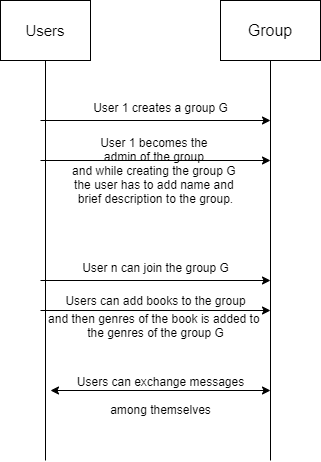 Users
Group
User 1 creates a group G
User 1 becomes the
admin of the group
and while creating the group G
the user has to add name and
brief description to the group.
User n can join the group G
Users can add books to the group
and then genres of the book is added to
the genres of the group G
Users can exchange messages
among themselves